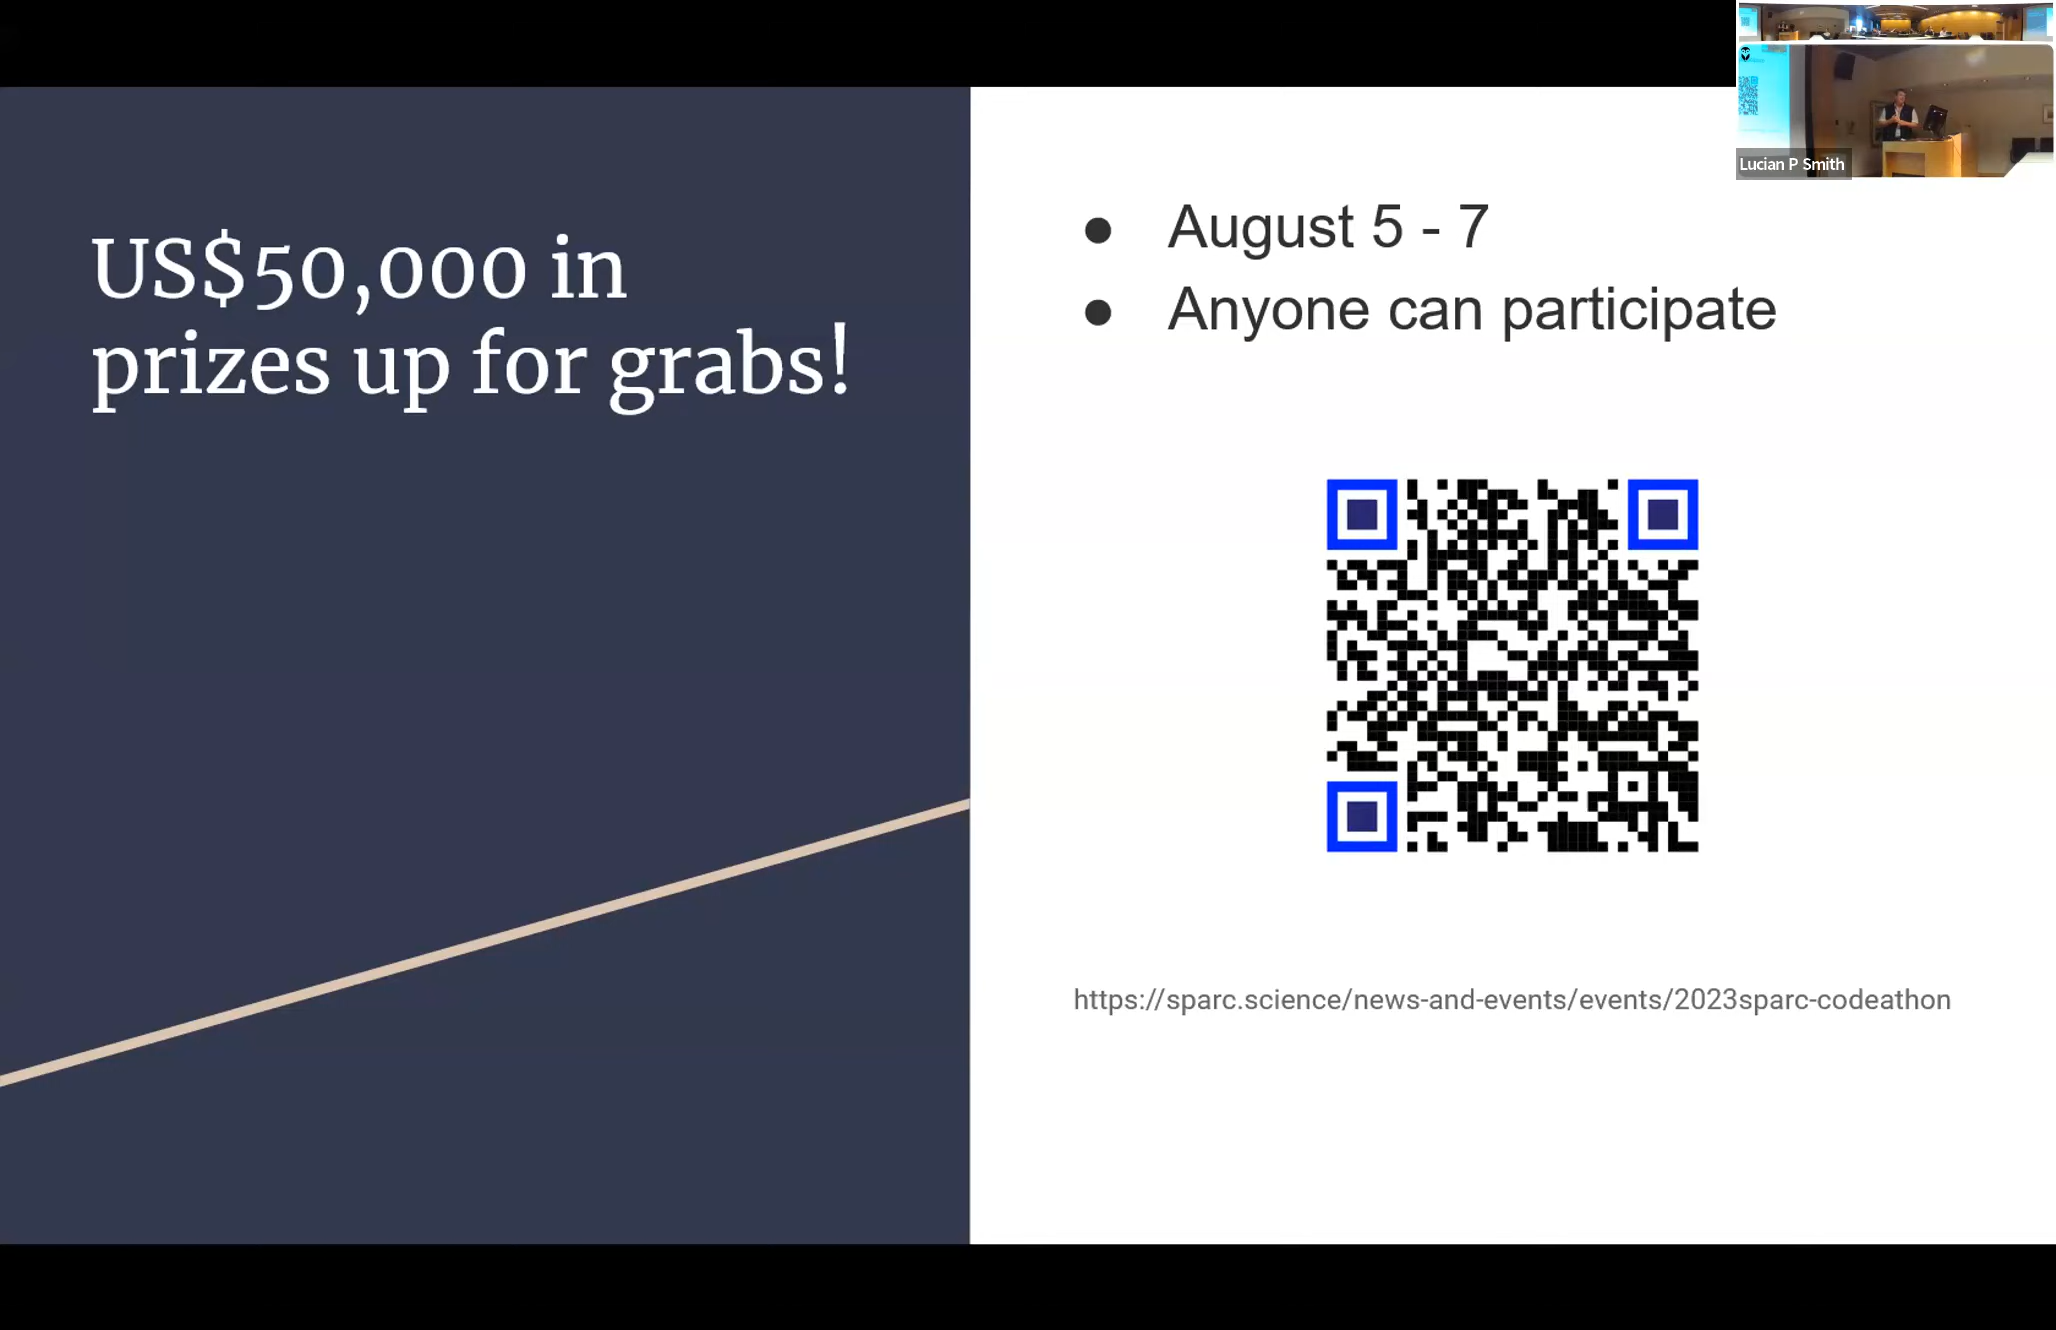 US$50,000 in
prizes up for grabs!
● August 5 - 7
● Anyone can participate
https://sparc.science/news-and-events/events/2023sparc-codeathon
Lucian P Smith